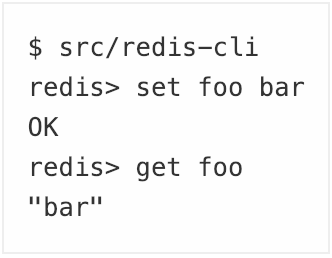 $ src/redis-cli
redis> set foo bar
OK
redis> get foo
"bar"